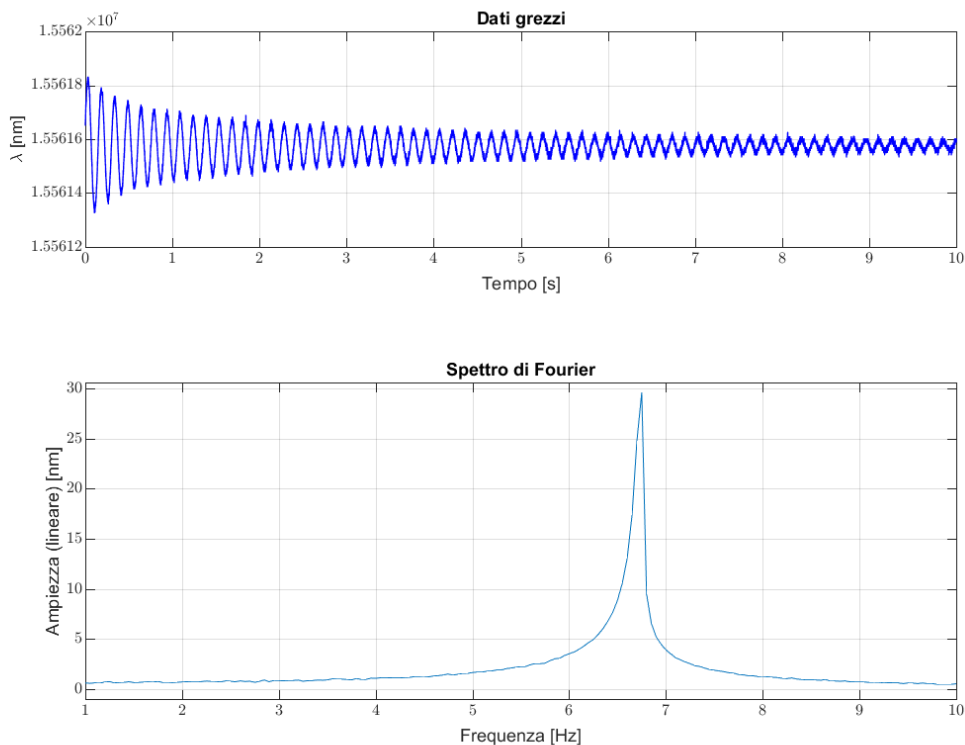 Dati grezzi
×10⁷
1.5562
1.55618
1.55616
1.55614
1.55612
λ [nm]
0 1 2 3 4 5 6 7 8 9 10
Tempo [s]
Spettro di Fourier
30
25
20
15
10
5
0
Ampiezza (lineare) [nm]
1 2 3 4 5 6 7 8 9 10
Frequenza [Hz]